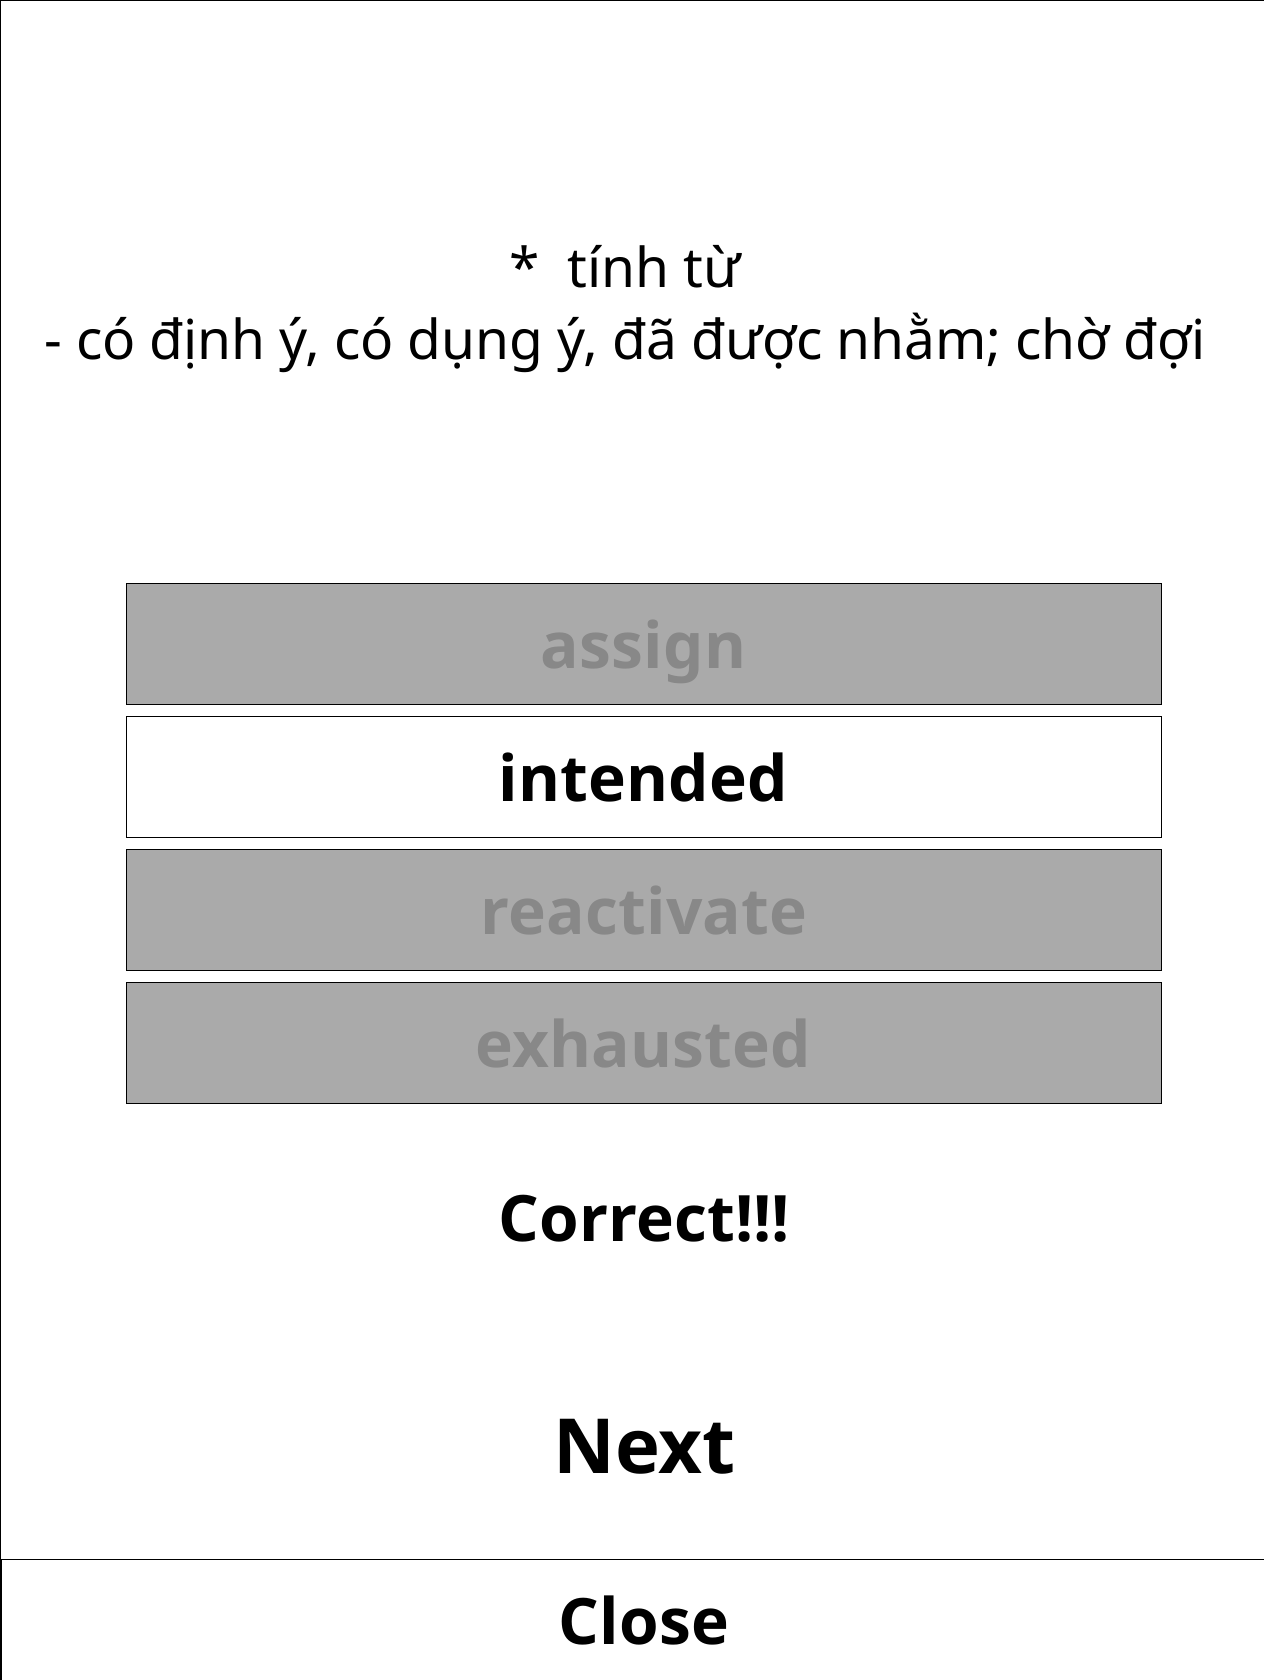 * tính từ
- có định ý, có dụng ý, đã được nhằm; chờ đợi
assign
intended
reactivate
exhausted
Correct!!!
Next
Close